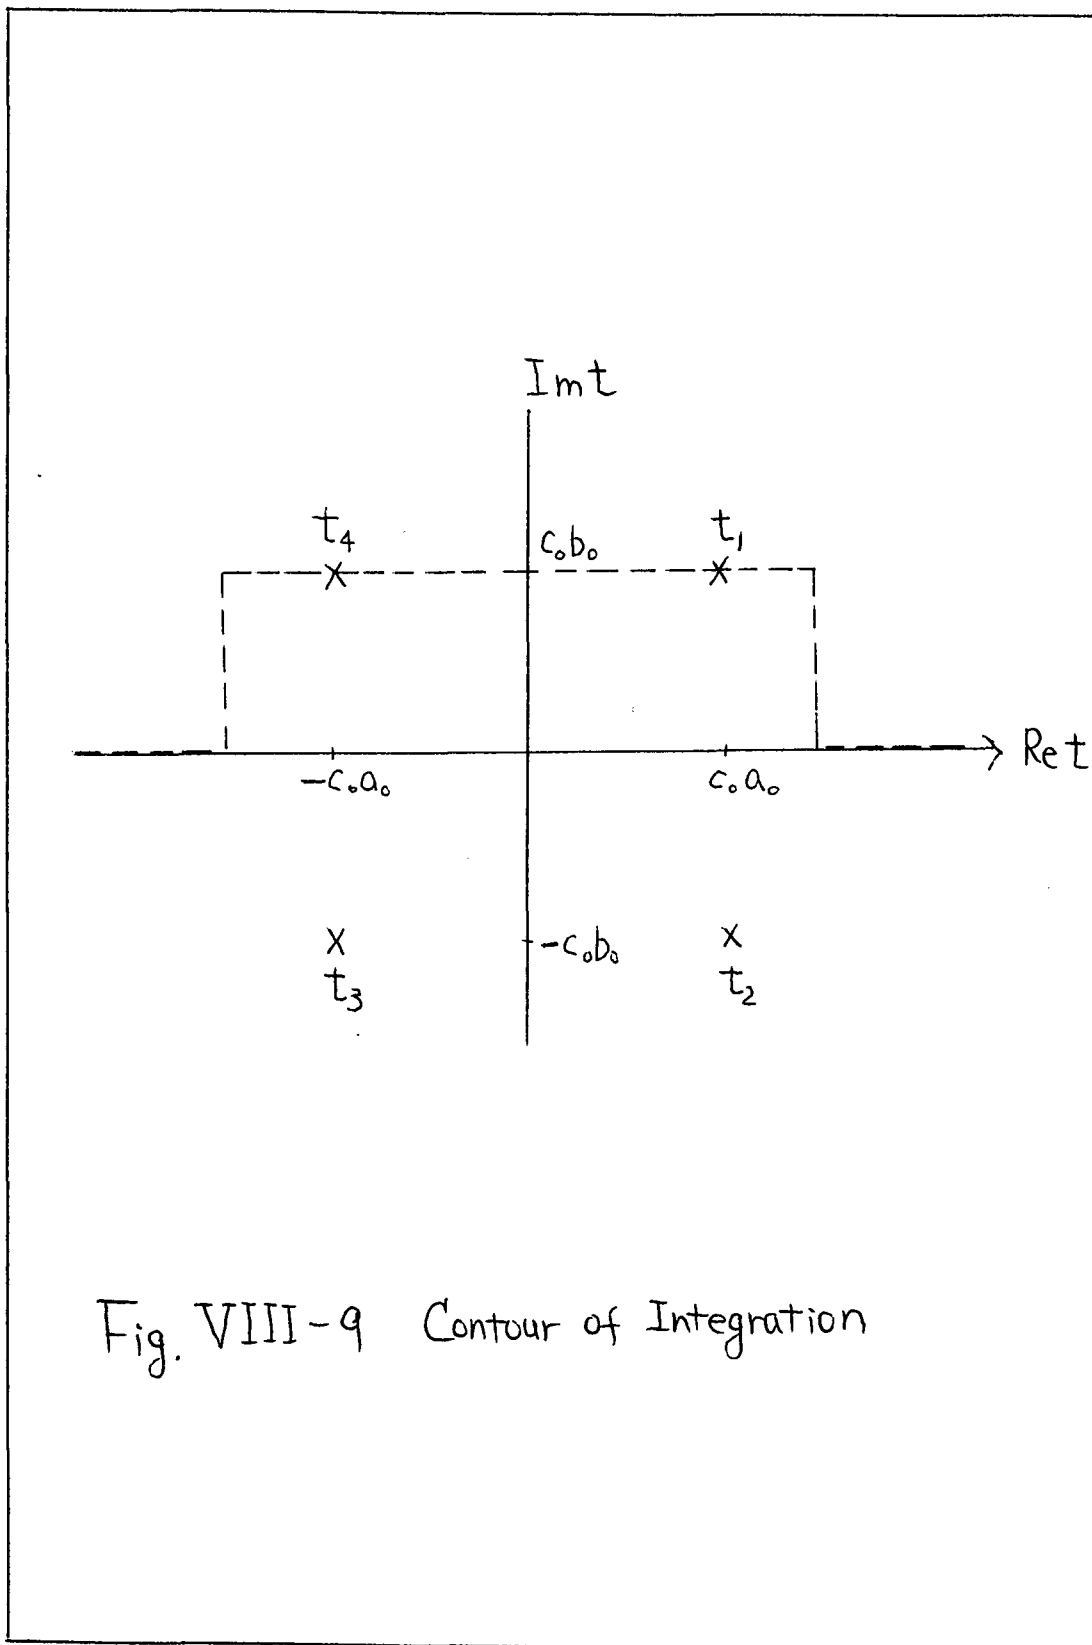 Im t
t₄
c₀b₀
t₁
-c₀a₀
c₀a₀
Re t
-c₀b₀
t₃
t₂
Fig. VIII-9 Contour of Integration